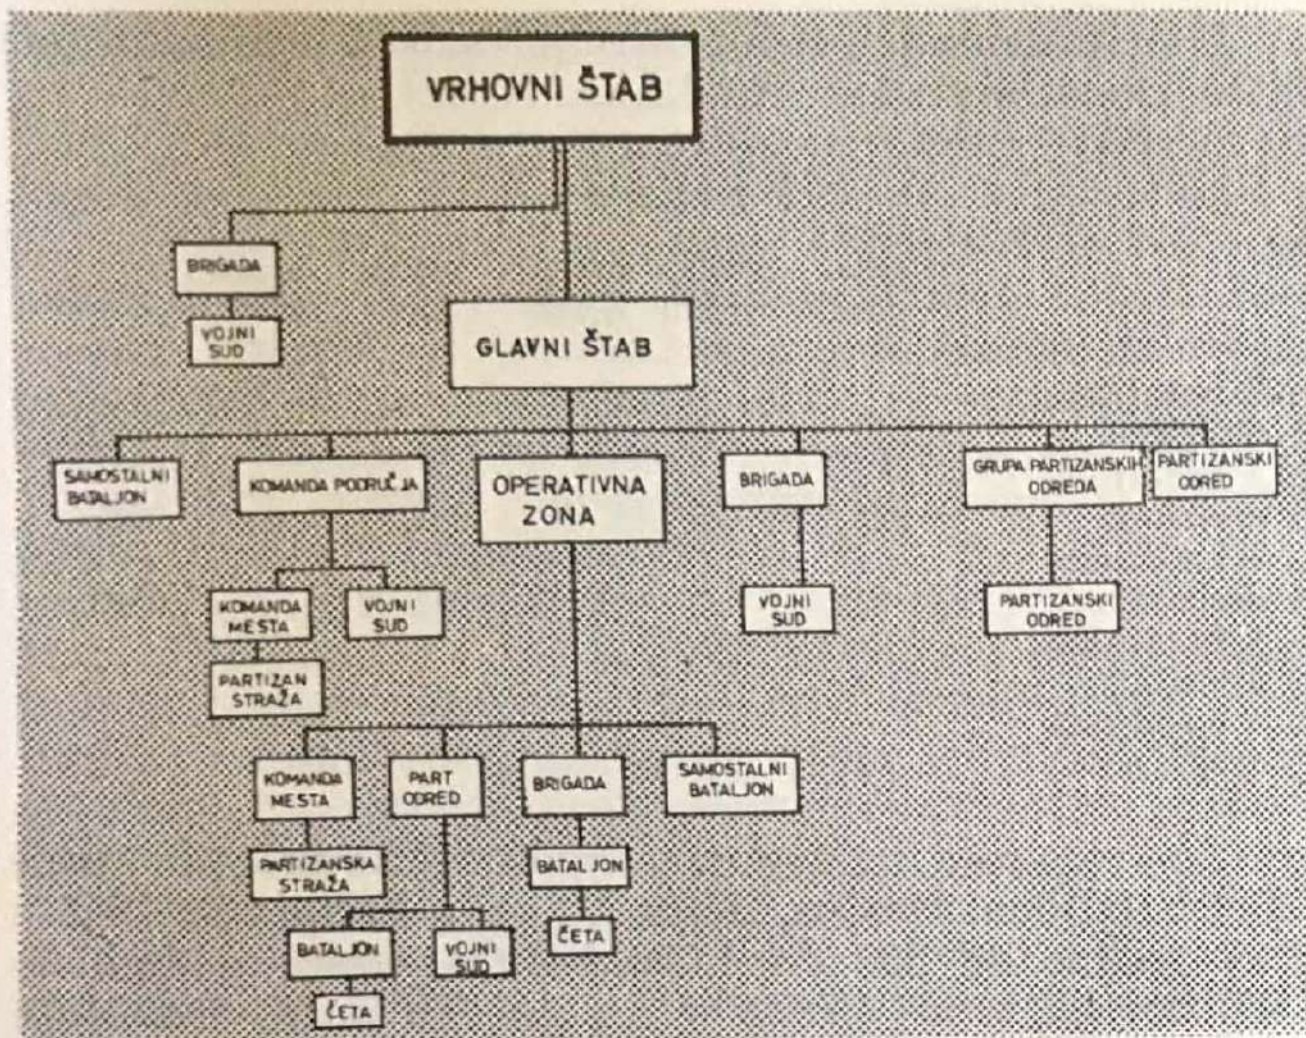 VRHOVNI ŠTAB
BRIGADA
VOJNI
SUD
GLAVNI ŠTAB
SAMOSTALNI
BATALJON
KOMANDA PODRUČJA
OPERATIVNA
ZONA
BRIGADA
GRUPA PARTIZANSKIH
ODREDA
PARTIZANSKI
ODRED
KOMANDA
MESTA
VOJNI
SUD
VOJNI
SUD
PARTIZANSKI
ODRED
PARTIZAN
STRAŽA
KOMANDA
MESTA
PART
ODRED
BRIGADA
SAMOSTALNI
BATALJON
PARTIZANSKA
STRAŽA
BATALJON
BATALJON
VOJNI
SUD
ČETA
ČETA